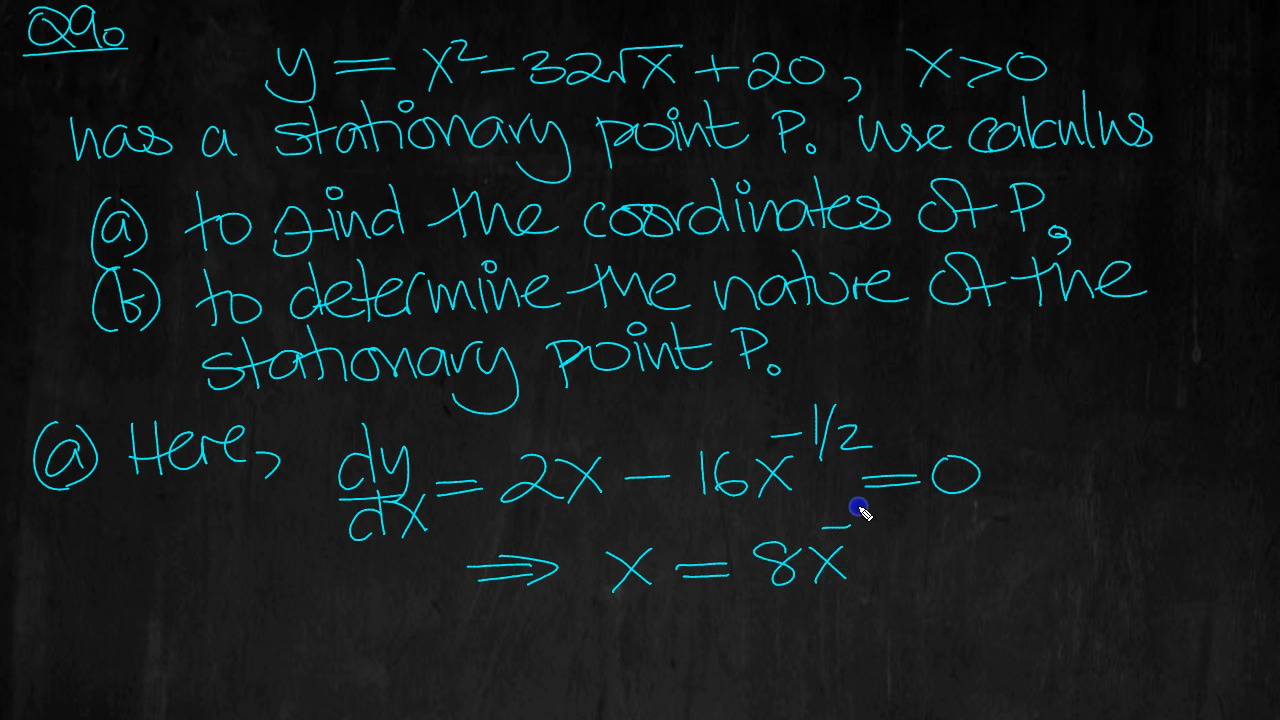 Q9.
y = x² - 32√x + 20, x > 0
has a stationary point P. use calculus
(a) to find the coordinates of P,
(b) to determine the nature of the
stationary point P.
(a) Here, dy/dx = 2x - 16x^(-1/2) = 0
⇒ x = 8x^-